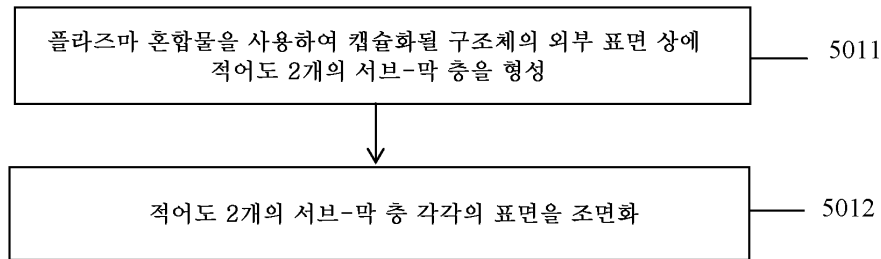 플라즈마 혼합물을 사용하여 캡슐화될 구조체의 외부 표면 상에
적어도 2개의 서브-막 층을 형성
5011
적어도 2개의 서브-막 층 각각의 표면을 조면화
5012